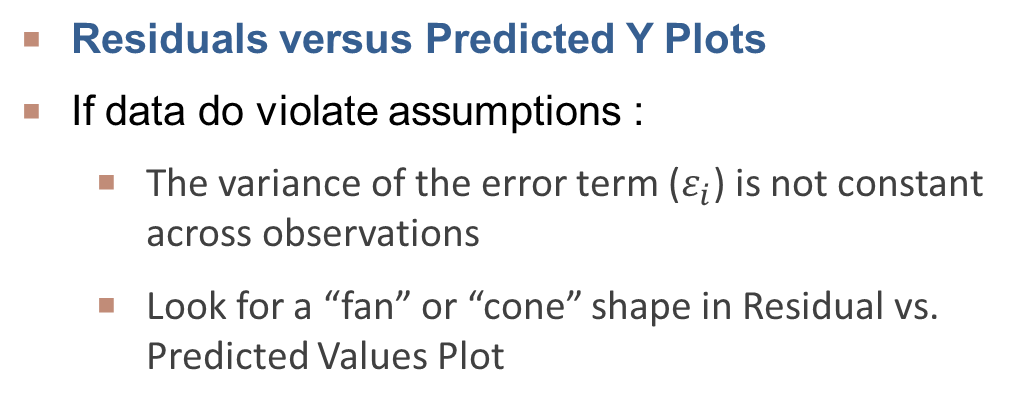 Residuals versus Predicted Y Plots
If data do violate assumptions :
The variance of the error term (εᵢ) is not constant
across observations
Look for a “fan” or “cone” shape in Residual vs.
Predicted Values Plot